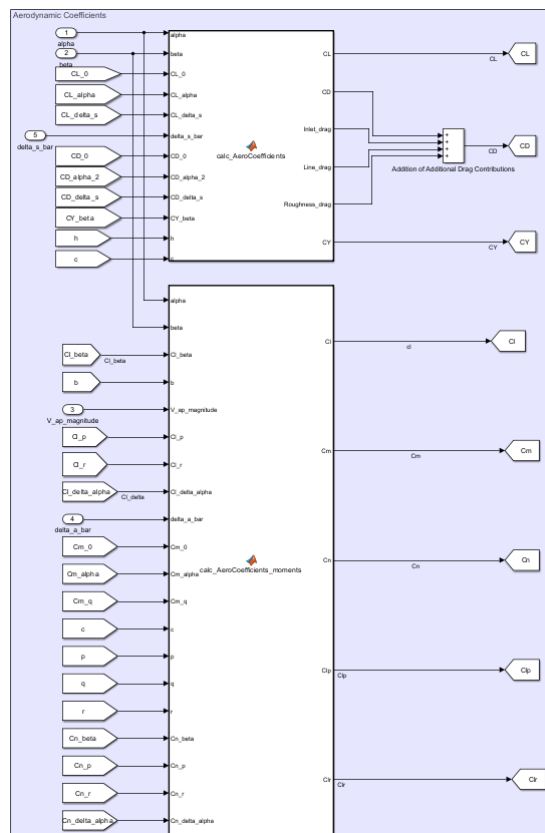 Aerodynamic Coefficients
1
alpha
2
beta
CL_0
CL_alpha
CL_delta_s
5
delta_s_bar
CD_0
CD_alpha_2
CD_delta_s
CY_beta
h
c
alpha
beta
CL_0
CL_alpha
CL_delta_s
delta_s_bar
CD_0
CD_alpha_2
CD_delta_s
CY_beta
h
c
calc_AeroCoefficients
CL
CD
Inlet_drag
Line_drag
Roughness_drag
CY
+
+
+
+
Addition of Additional Drag Contributions
CL
CL
CD
CD
CY
CY
Cl_beta
Cl_beta
b
3
V_ap_magnitude
Cl_p
Cl_r
Cl_delta_alpha
Cl_delta
4
delta_a_bar
Cm_0
Cm_alpha
Cm_q
c
p
q
r
Cn_beta
Cn_p
Cn_r
Cn_delta_alpha
alpha
beta
Cl_beta
b
V_ap_magnitude
Cl_p
Cl_r
Cl_delta_alpha
delta_a_bar
Cm_0
Cm_alpha
Cm_q
c
p
q
r
Cn_beta
Cn_p
Cn_r
Cn_delta_alpha
calc_AeroCoefficients_moments
Cl
Cm
Cn
Clp
Clr
cl
Cl
Cm
Cm
Cn
Cn
Clp
Clp
Clr
Clr